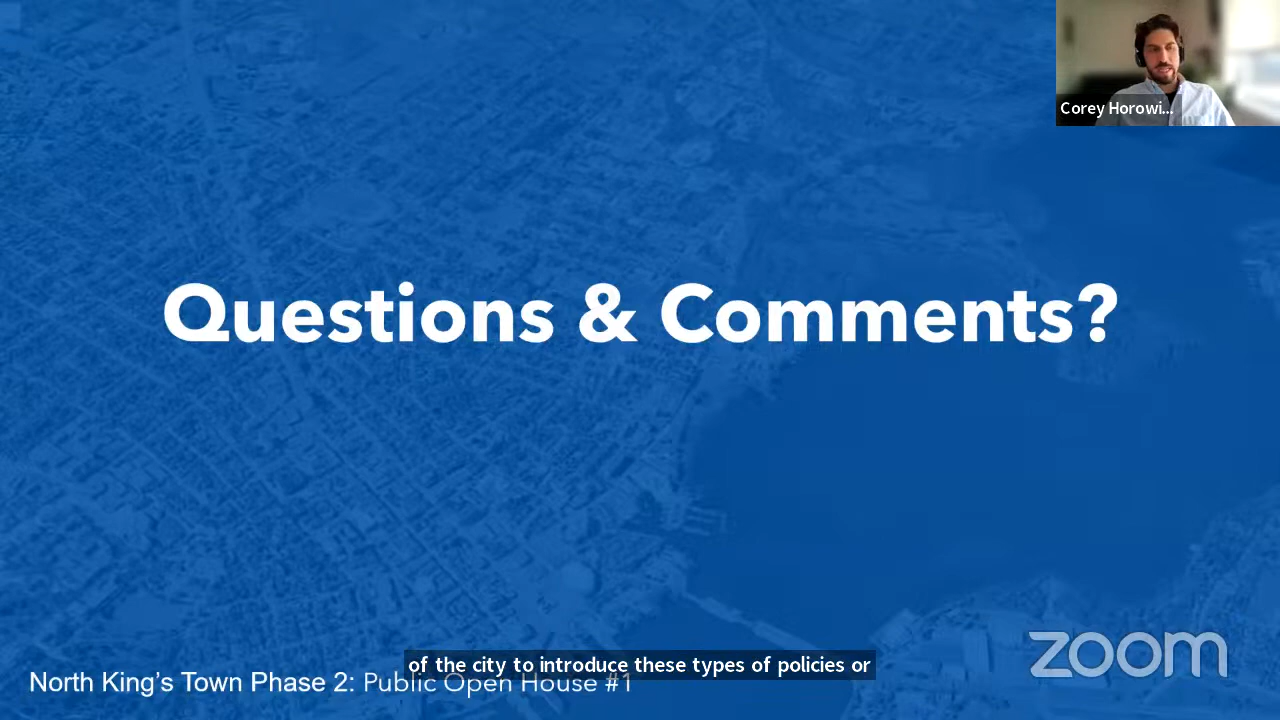 Corey Horowi...
Questions & Comments?
of the city to introduce these types of policies or
North King's Town Phase 2: Public Open House #1
zoom